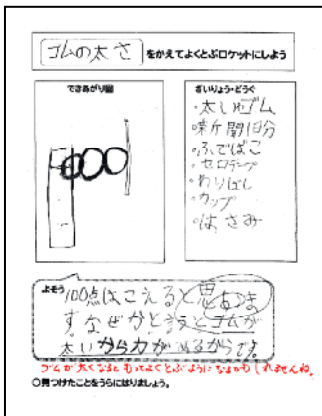 ゴムの太さ をかえてよくとぶロケットにしよう
できあがり図
ざいりょう・どうぐ
・太いゴム
・新聞1日分
・ふでばこ
・セロテープ
・わりばし
・カップ
・はさみ
よそう
100点はこえると思いま
す。なぜかと言うとゴムが
太いから力が あるからです。
ゴムが太くなると もっとよくとぶようになるかもしれませんね。
○見つけたことをうらにはりましょう。